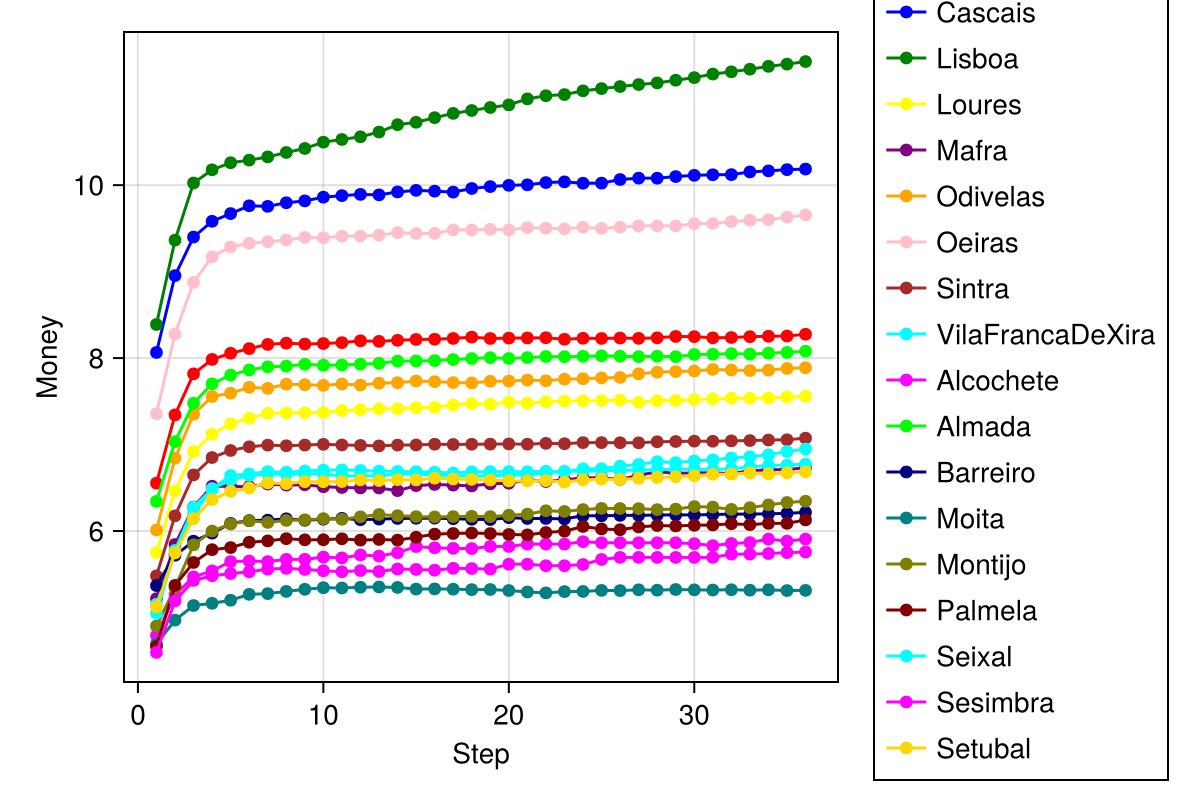 Cascais
Lisboa
Loures
Mafra
Odivelas
Oeiras
Sintra
VilaFrancaDeXira
Alcochete
Almada
Barreiro
Moita
Montijo
Palmela
Seixal
Sesimbra
Setubal
Money
10
8
6
0 10 20 30
Step